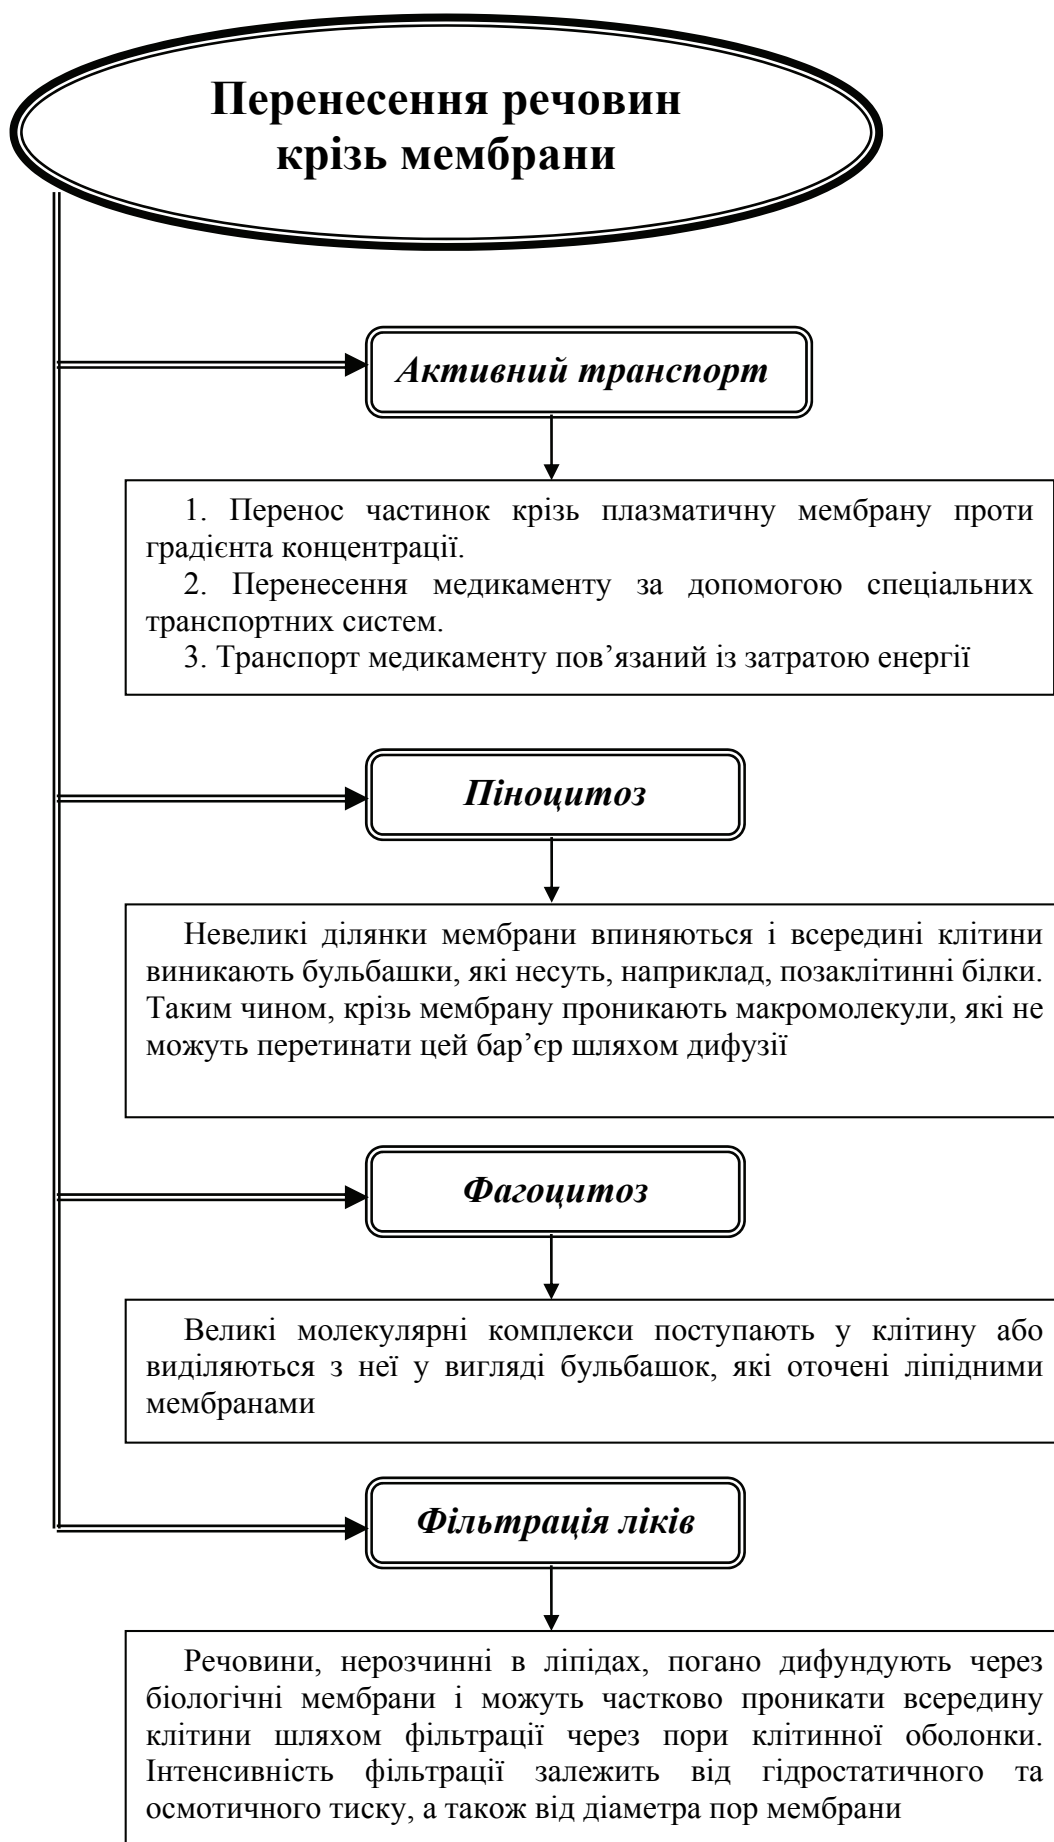 Перенесення речовин
крізь мембрани
Активний транспорт
1. Перенос частинок крізь плазматичну мембрану проти
градієнта концентрації.
2. Перенесення медикаменту за допомогою спеціальних
транспортних систем.
3. Транспорт медикаменту пов’язаний із затратою енергії
Піноцитоз
Невеликі ділянки мембрани впиняються і всередині клітини
виникають бульбашки, які несуть, наприклад, позаклітинні білки.
Таким чином, крізь мембрану проникають макромолекули, які не
можуть перетинати цей бар’єр шляхом дифузії
Фагоцитоз
Великі молекулярні комплекси поступають у клітину або
виділяються з неї у вигляді бульбашок, які оточені ліпідними
мембранами
Фільтрація ліків
Речовини, нерозчинні в ліпідах, погано дифундують через
біологічні мембрани і можуть частково проникати всередину
клітини шляхом фільтрації через пори клітинної оболонки.
Інтенсивність фільтрації залежить від гідростатичного та
осмотичного тиску, а також від діаметра пор мембрани